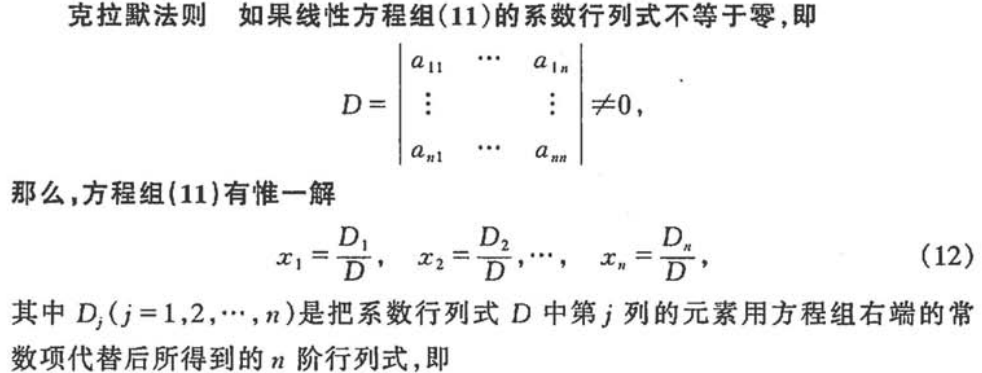 克拉默法则 如果线性方程组(11)的系数行列式不等于零,即
D = | a₁₁ ⋯ a₁ₙ |
| ⋮ ⋮ | ≠0,
| aₙ₁ ⋯ aₙₙ |
那么,方程组(11)有惟一解
x₁ = D₁/D, x₂ = D₂/D, ⋯, xₙ = Dₙ/D, (12)
其中 Dⱼ(j=1,2,⋯,n)是把系数行列式 D 中第 j 列的元素用方程组右端的常
数项代替后所得到的 n 阶行列式,即